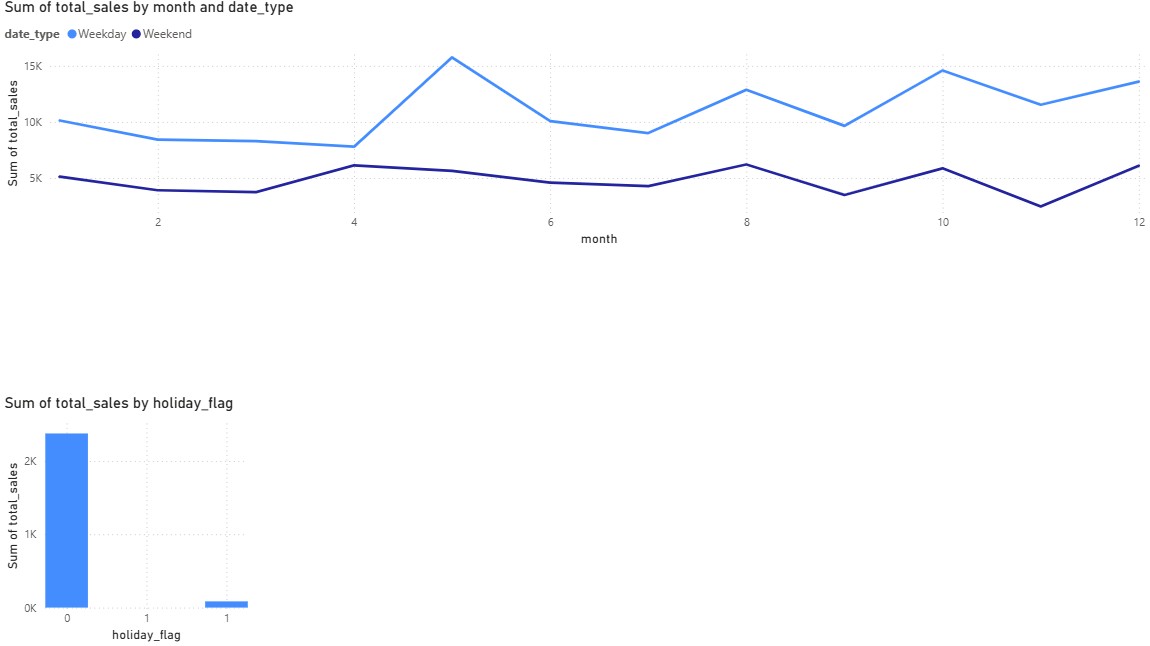 Sum of total_sales by month and date_type
date_type Weekday Weekend
15K
10K
5K
Sum of total_sales
2 4 6 8 10 12
month
Sum of total_sales by holiday_flag
2K
1K
0K
Sum of total_sales
0 1 1
holiday_flag